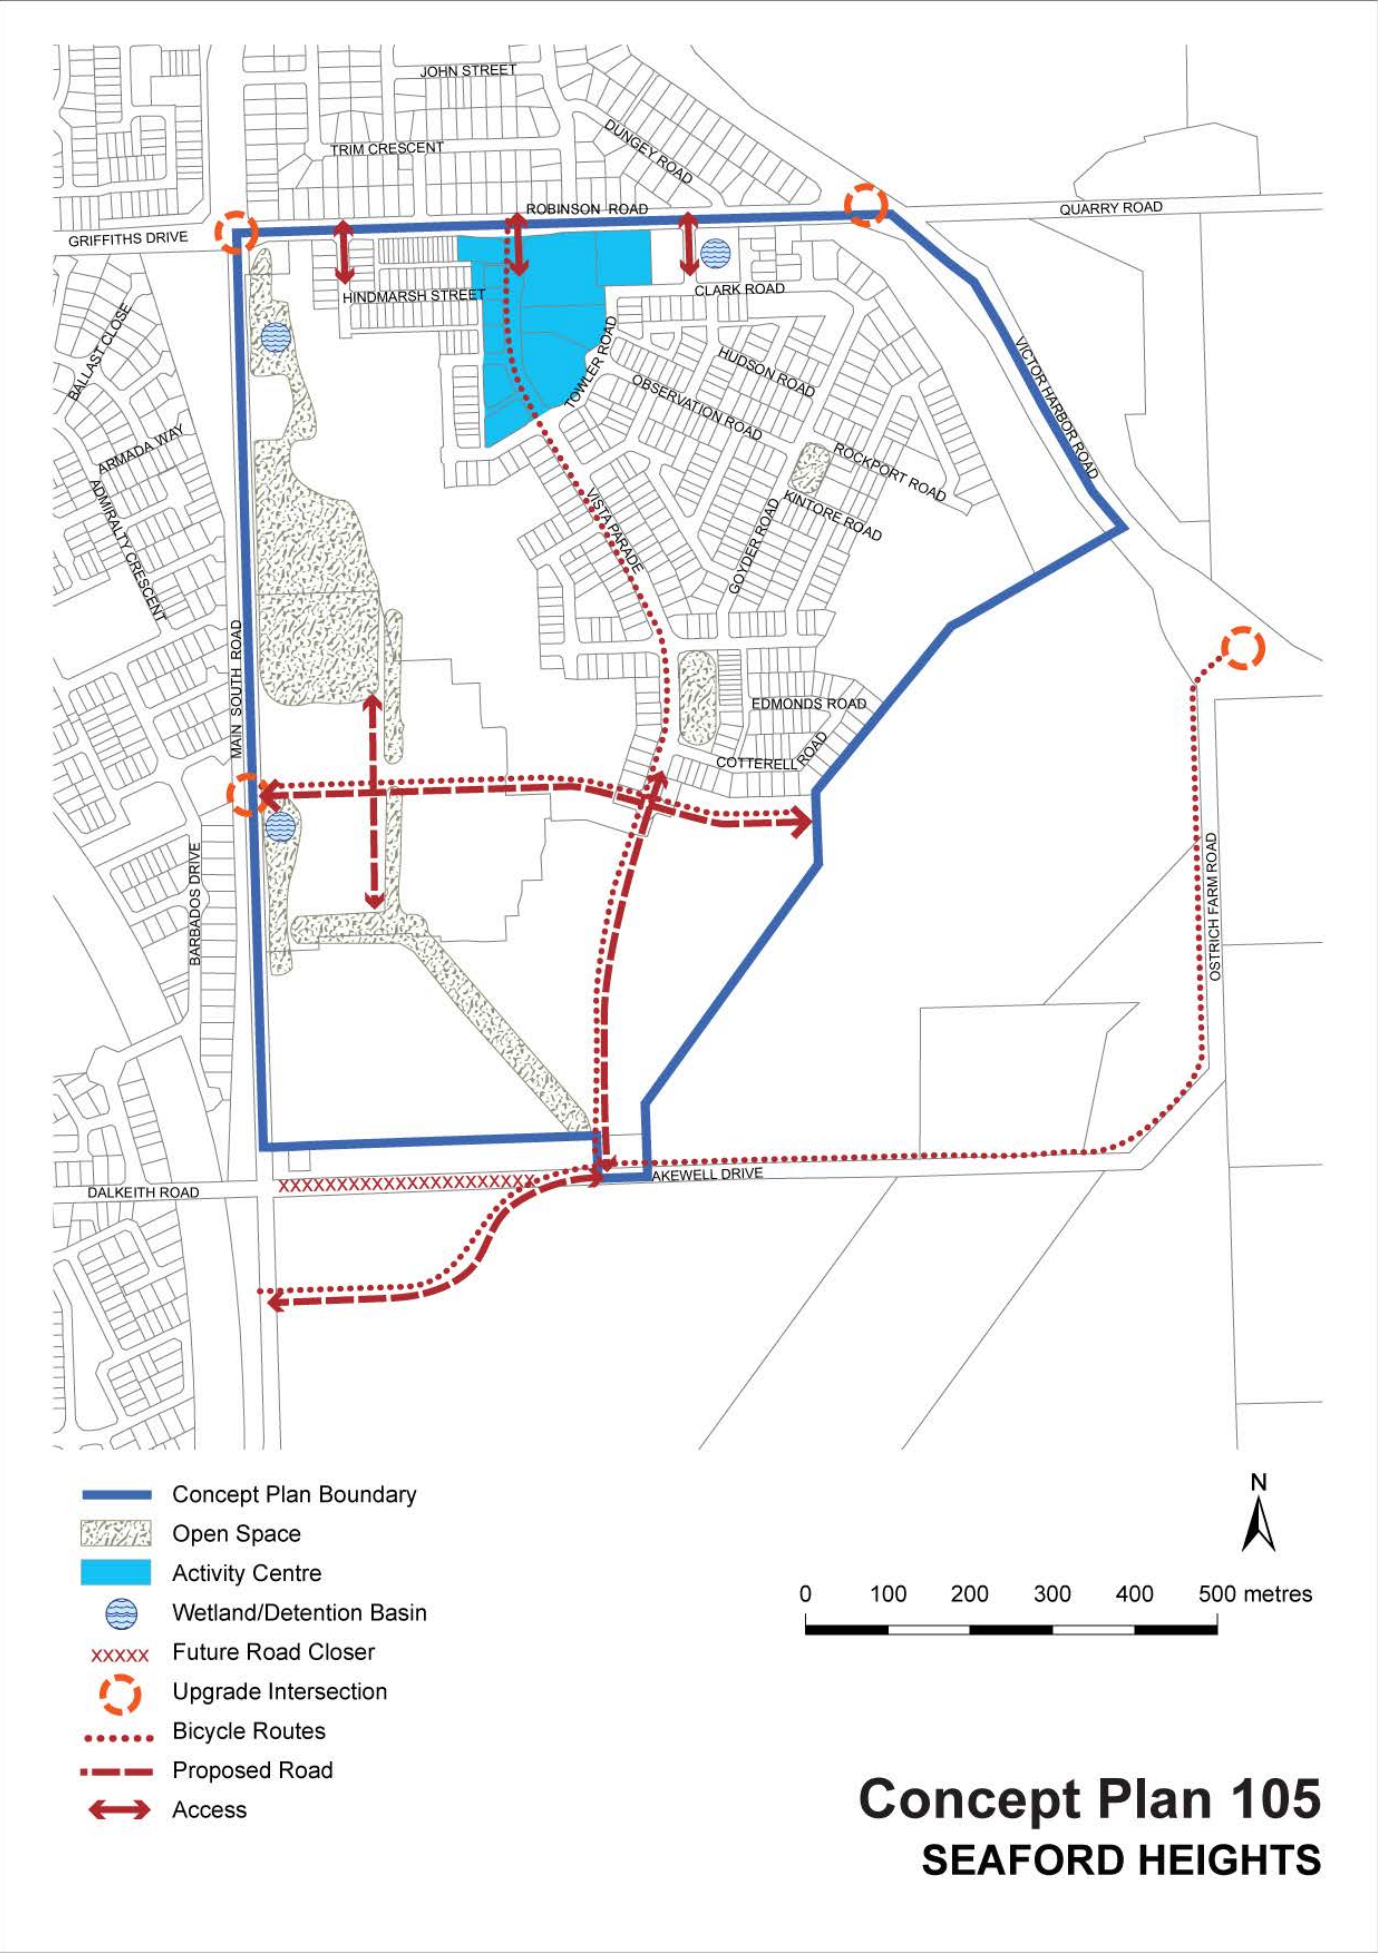 JOHN STREET
DUNGEY ROAD
TRIM CRESCENT
ROBINSON ROAD
QUARRY ROAD
GRIFFITHS DRIVE
HINDMARSH STREET
CLARK ROAD
BALLAST CLOSE
TOWLER ROAD
HUDSON ROAD
VICTOR HARBOR ROAD
OBSERVATION ROAD
ARMADA WAY
ROCKPORT ROAD
ADMIRALTY CRESCENT
VISTA PARADE
KINTORE ROAD
GOYDER ROAD
MAIN SOUTH ROAD
EDMONDS ROAD
COTTERELL ROAD
BARBADOS DRIVE
OSTRICH FARM ROAD
XXXXXXXXXXXXXXXXXXXXXX
AKEWELL DRIVE
DALKEITH ROAD
Concept Plan Boundary
Open Space
Activity Centre
Wetland/Detention Basin
XXXXX Future Road Closer
Upgrade Intersection
Bicycle Routes
Proposed Road
Access
N
0 100 200 300 400 500 metres
Concept Plan 105
SEAFORD HEIGHTS